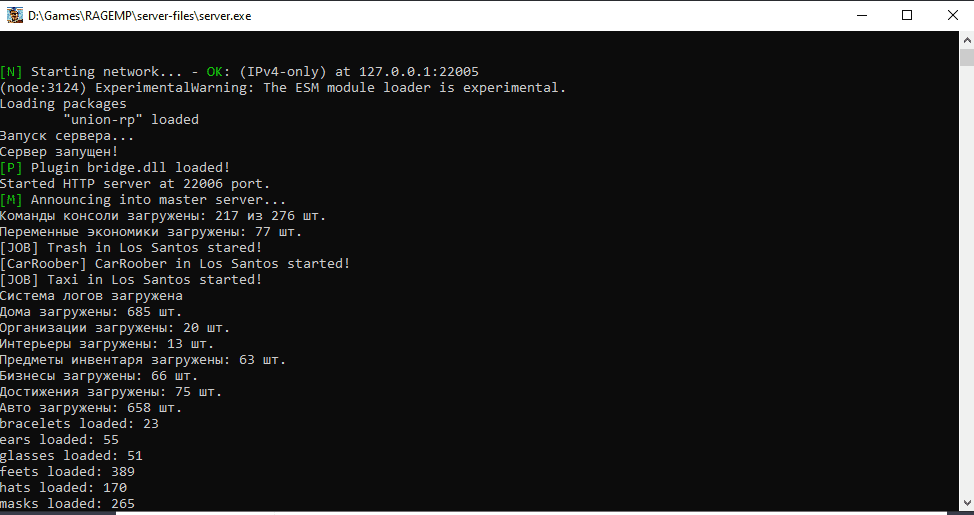 D:\Games\RAGEMP\server-files\server.exe
[N] Starting network... - OK: (IPv4-only) at 127.0.0.1:22005
(node:3124) ExperimentalWarning: The ESM module loader is experimental.
Loading packages
"union-rp" loaded
Запуск сервера...
Сервер запущен!
[P] Plugin bridge.dll loaded!
Started HTTP server at 22006 port.
[M] Announcing into master server...
Команды консоли загружены: 217 из 276 шт.
Переменные экономики загружены: 77 шт.
[JOB] Trash in Los Santos stared!
[CarRoober] CarRoober in Los Santos started!
[JOB] Taxi in Los Santos started!
Система логов загружена
Дома загружены: 685 шт.
Организации загружены: 20 шт.
Интерьеры загружены: 13 шт.
Предметы инвентаря загружены: 63 шт.
Бизнесы загружены: 66 шт.
Достижения загружены: 75 шт.
Авто загружены: 658 шт.
bracelets loaded: 23
ears loaded: 55
glasses loaded: 51
feets loaded: 389
hats loaded: 170
masks loaded: 265